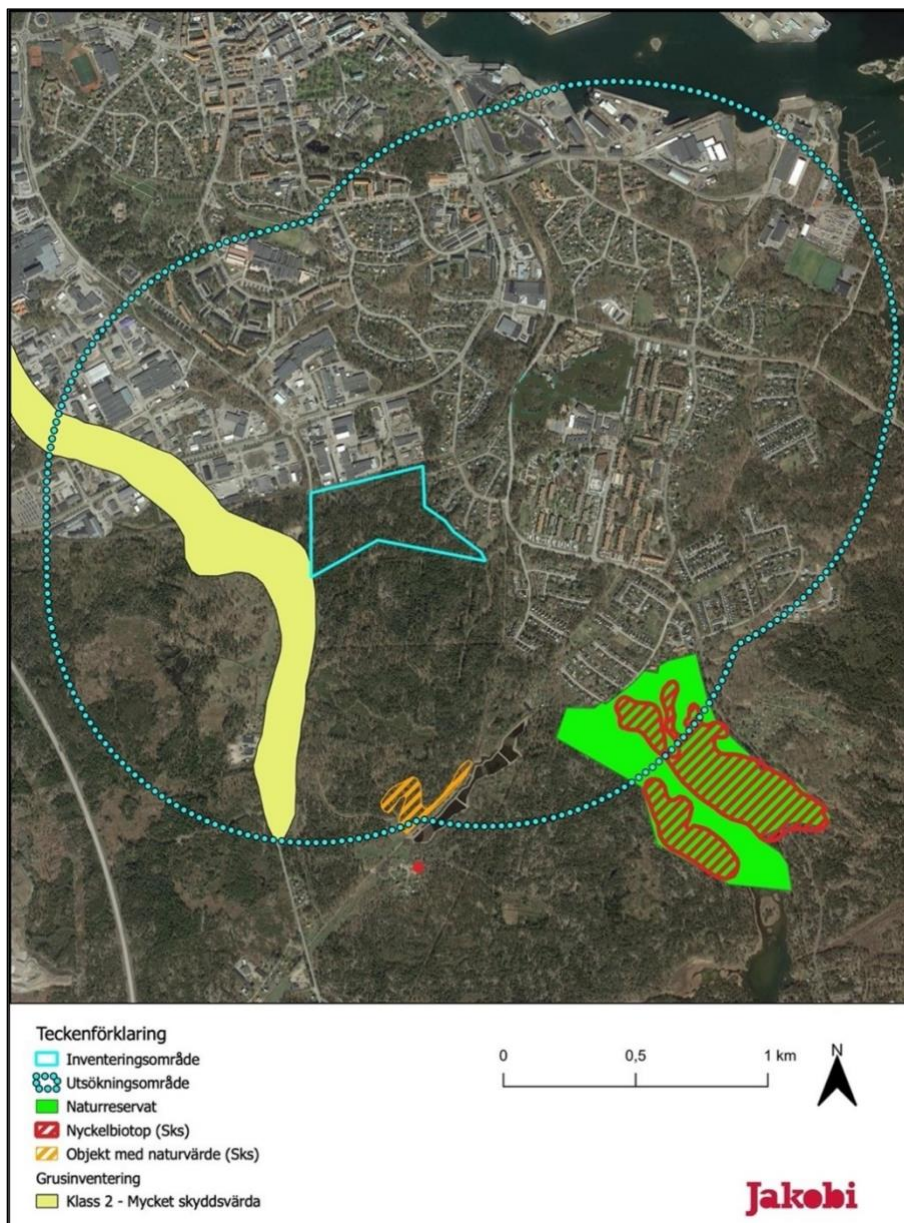 Teckenförklaring
Inventeringsområde
Utsökningsområde
Naturreservat
Nyckelbiotop (Sks)
Objekt med naturvärde (Sks)
Grusinventering
Klass 2 - Mycket skyddsvärda
0 0,5 1 km
N
Jakobi